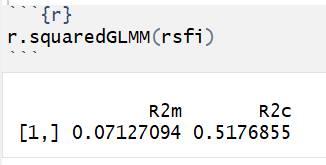 ```{r}
r.squaredGLMM(rsfi)
```
R2m R2c
[1,] 0.07127094 0.5176855